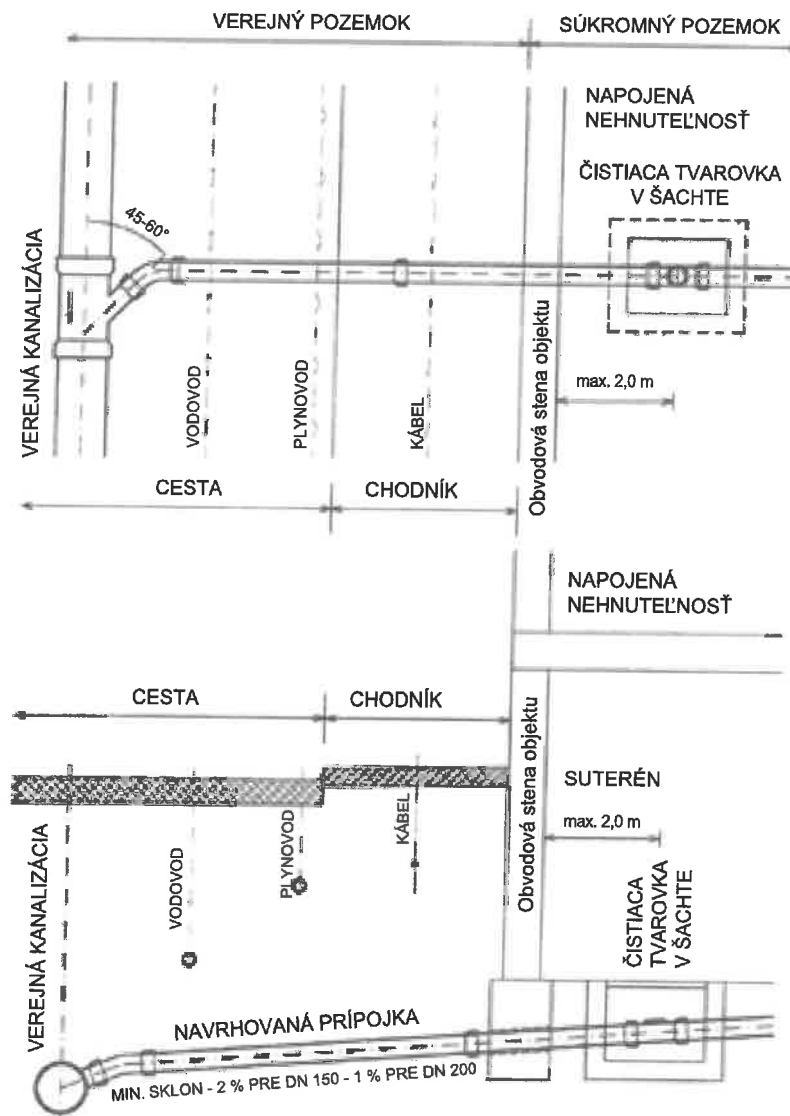 VEREJNÝ POZEMOK
SÚKROMNÝ POZEMOK
NAPOJENÁ
NEHNUTEĽNOSŤ
ČISTIACA TVAROVKA
V ŠACHTE
45-60°
VEREJNÁ KANALIZÁCIA
VODOVOD
PLYNOVOD
KÁBEL
Obvodová stena objektu
max. 2,0 m
CESTA
CHODNÍK
NAPOJENÁ
NEHNUTEĽNOSŤ
CESTA
CHODNÍK
Obvodová stena objektu
SUTERÉN
max. 2,0 m
VEREJNÁ KANALIZÁCIA
VODOVOD
PLYNOVOD
KÁBEL
ČISTIACA
TVAROVKA
V ŠACHTE
NAVRHOVANÁ PRÍPOJKA
MIN. SKLON - 2 % PRE DN 150 - 1 % PRE DN 200